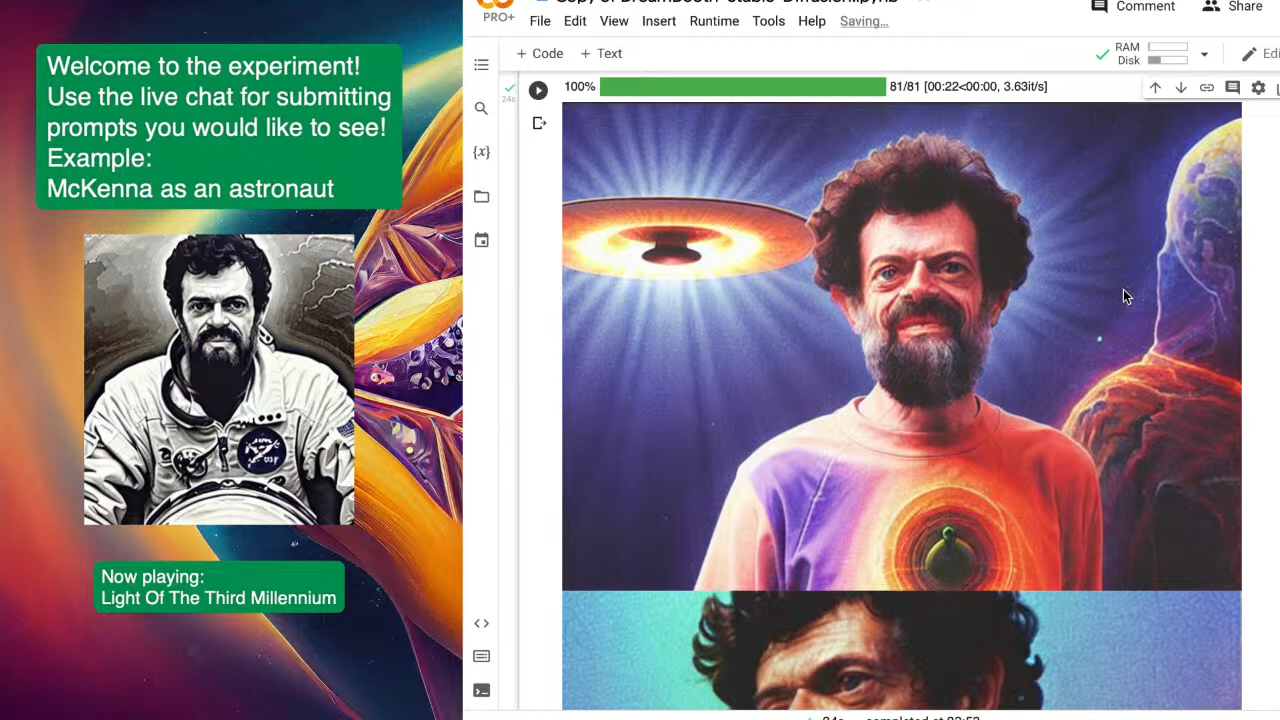 Welcome to the experiment!
Use the live chat for submitting
prompts you would like to see!
Example:
McKenna as an astronaut
Now playing:
Light Of The Third Millennium
PRO+
File Edit View Insert Runtime Tools Help Saving...
Comment
Share
+ Code + Text
RAM
Disk
Edi
24s
100% 81/81 [00:22<00:00, 3.63it/s]
{x}